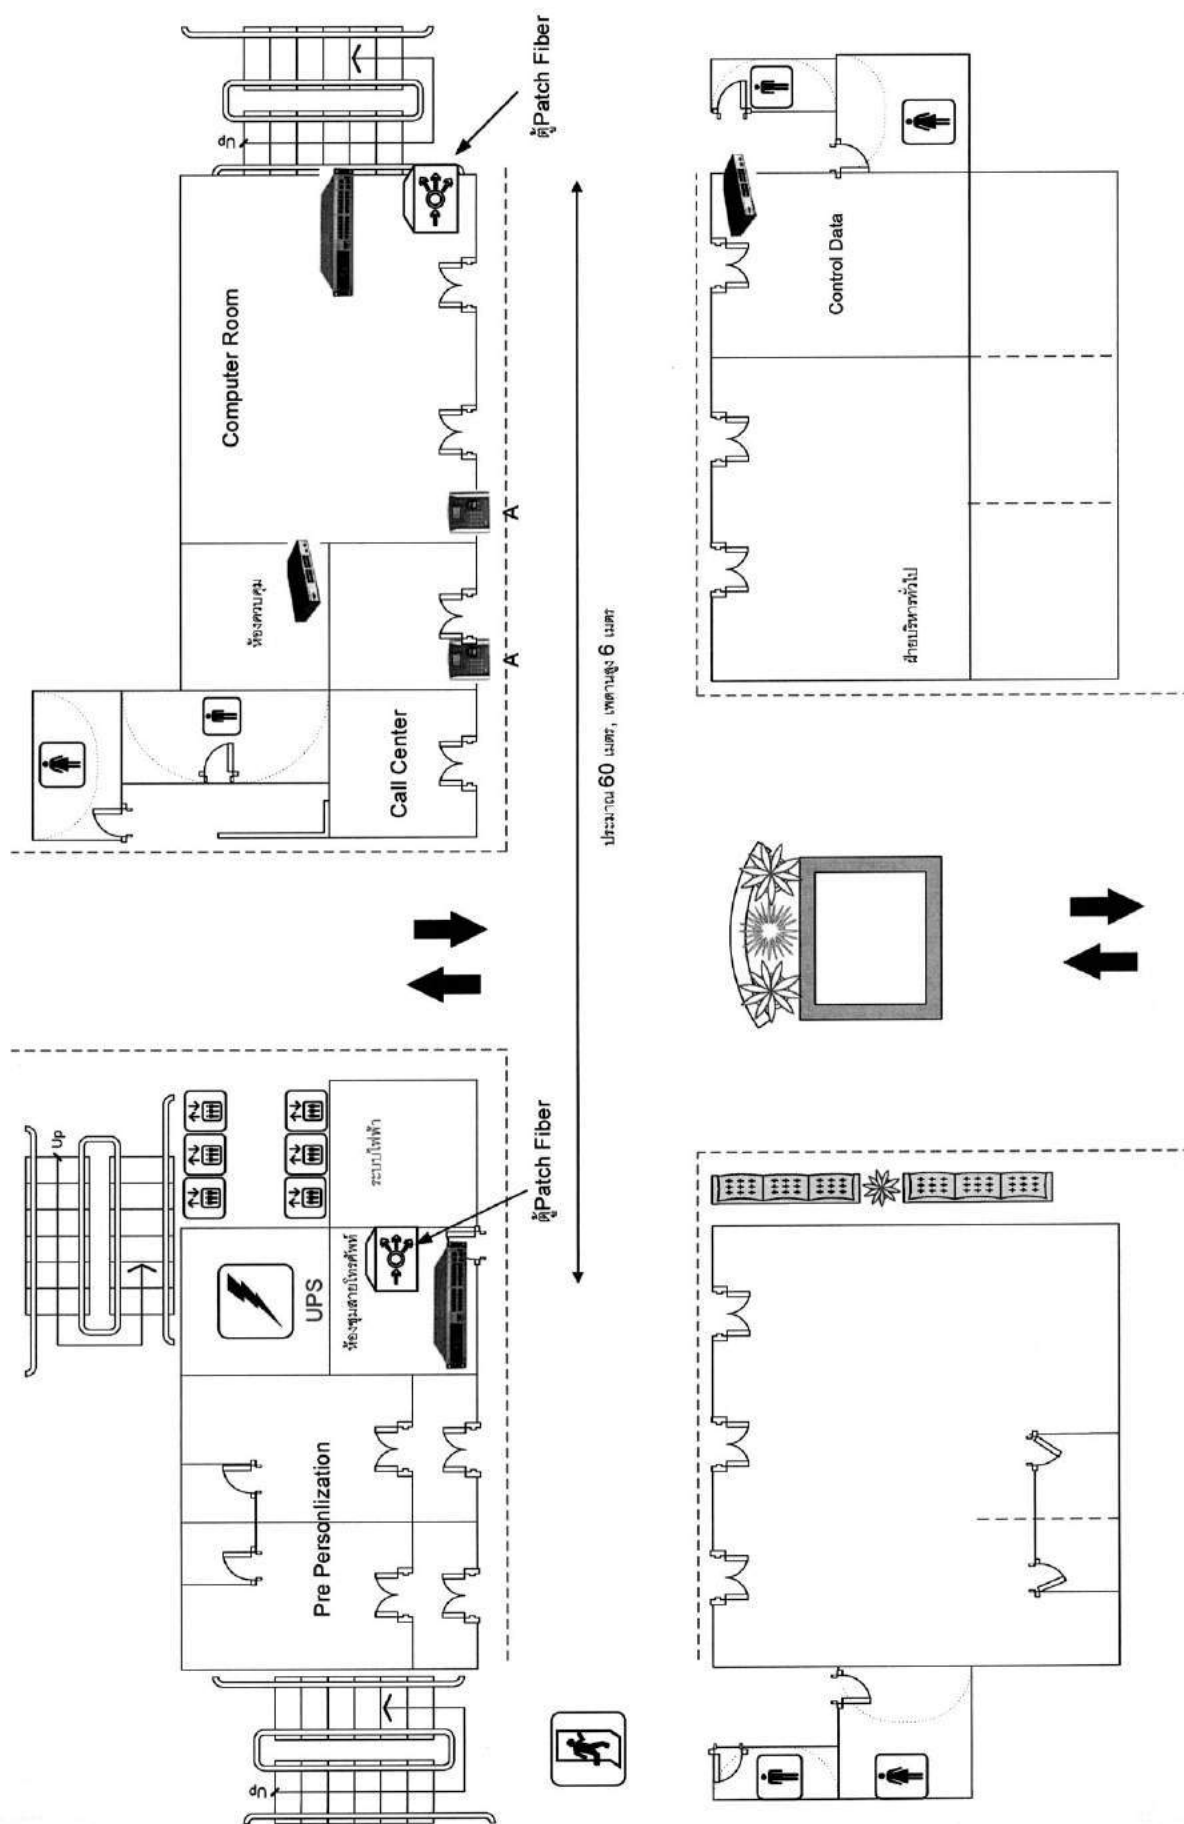 Up
ตู้Patch Fiber
Computer Room
ห้องควบคุม
A
A
Call Center
Control Data
ฝ่ายบริหารทั่วไป
ประมาณ 60 เมตร, เพดานสูง 6 เมตร
Up
ระบบไฟฟ้า
ตู้Patch Fiber
UPS
ห้องชุมสายโทรศัพท์
Pre Personlization
Up